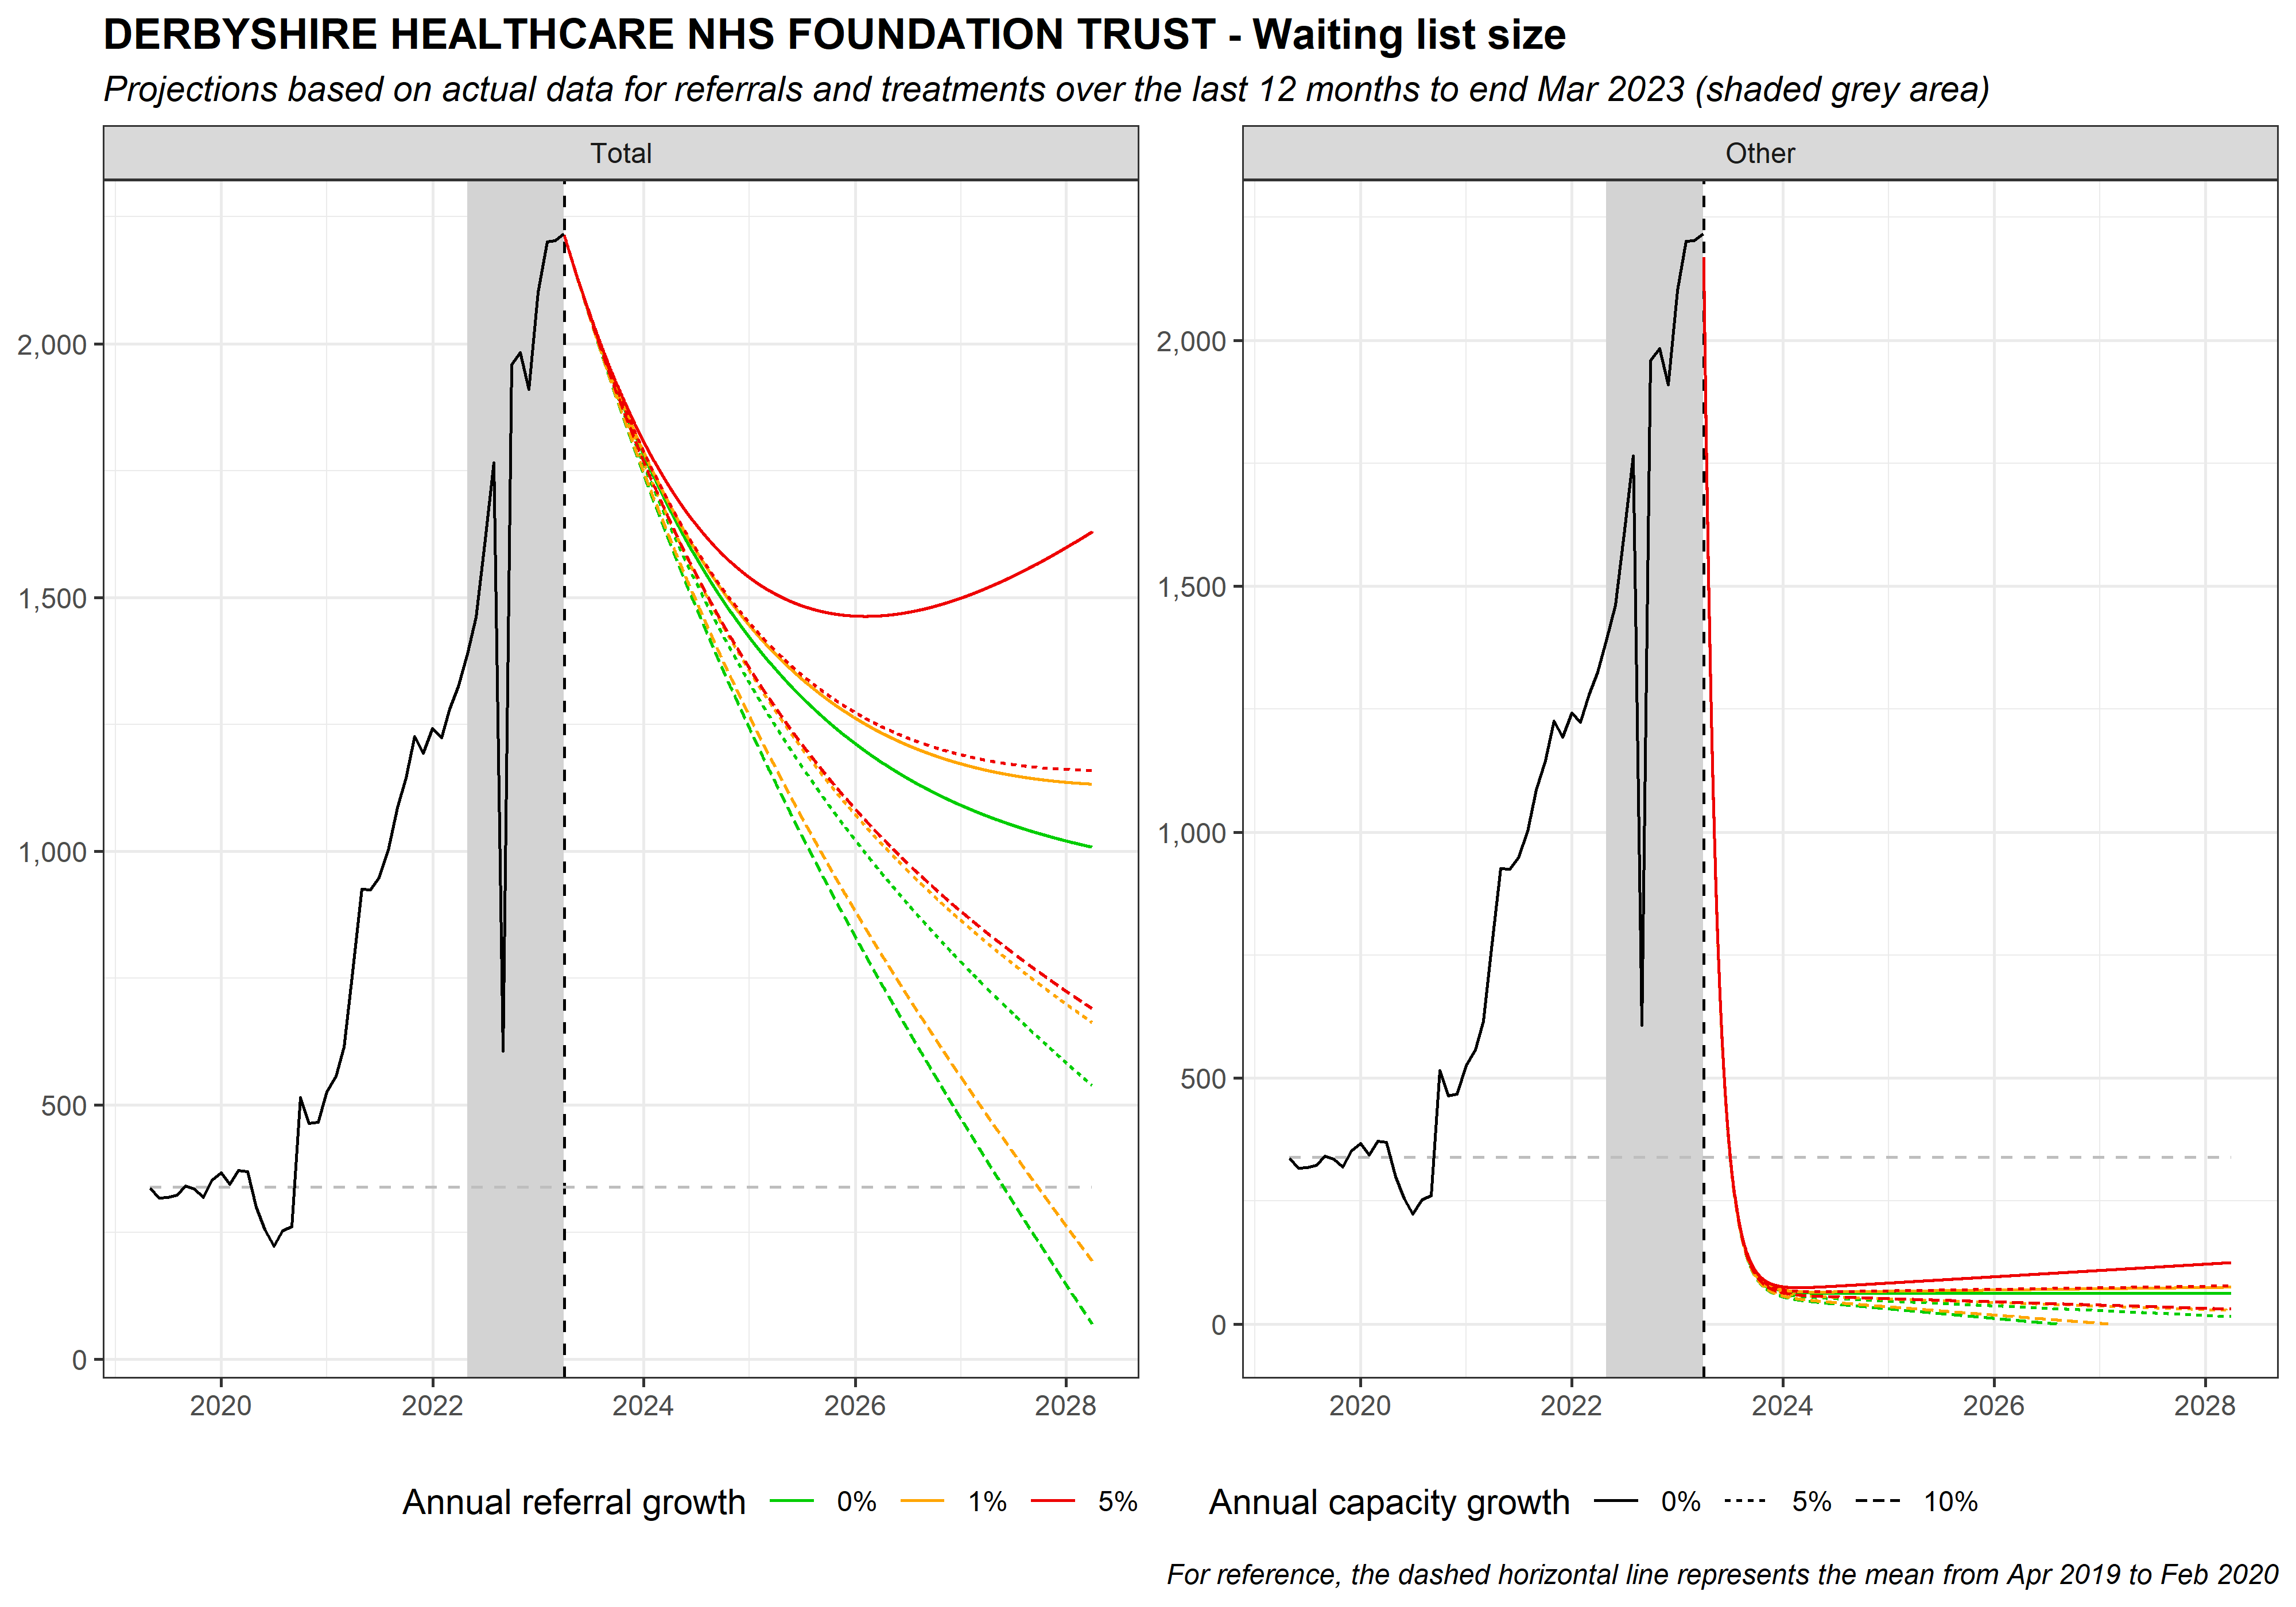 DERBYSHIRE HEALTHCARE NHS FOUNDATION TRUST - Waiting list size
Projections based on actual data for referrals and treatments over the last 12 months to end Mar 2023 (shaded grey area)
Total
2,000
1,500
1,000
500
0
2020 2022 2024 2026 2028
Other
2,000
1,500
1,000
500
0
2020 2022 2024 2026 2028
Annual referral growth 0% 1% 5%
Annual capacity growth 0% 5% 10%
For reference, the dashed horizontal line represents the mean from Apr 2019 to Feb 2020